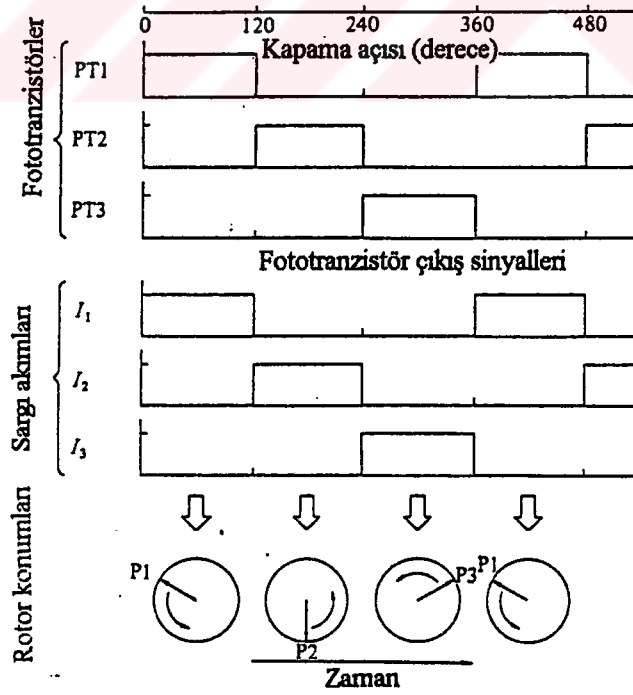 0 120 240 360 480
Kapama açısı (derece)
Fototranzistörler
PT1
PT2
PT3
Fototranzistör çıkış sinyalleri
Sargı akımları
I₁
I₂
I₃
Rotor konumları
P1
P2
P3
P1
Zaman